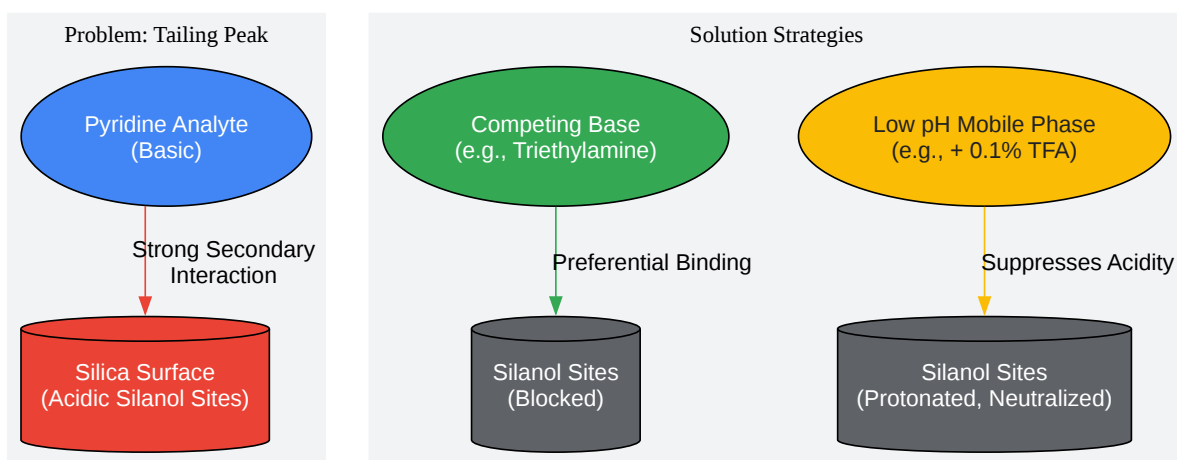 Problem: Tailing Peak
Pyridine Analyte
(Basic)
Strong Secondary
Interaction
Silica Surface
(Acidic Silanol Sites)
Solution Strategies
Competing Base
(e.g., Triethylamine)
Preferential Binding
Silanol Sites
(Blocked)
Low pH Mobile Phase
(e.g., + 0.1% TFA)
Suppresses Acidity
Silanol Sites
(Protonated, Neutralized)